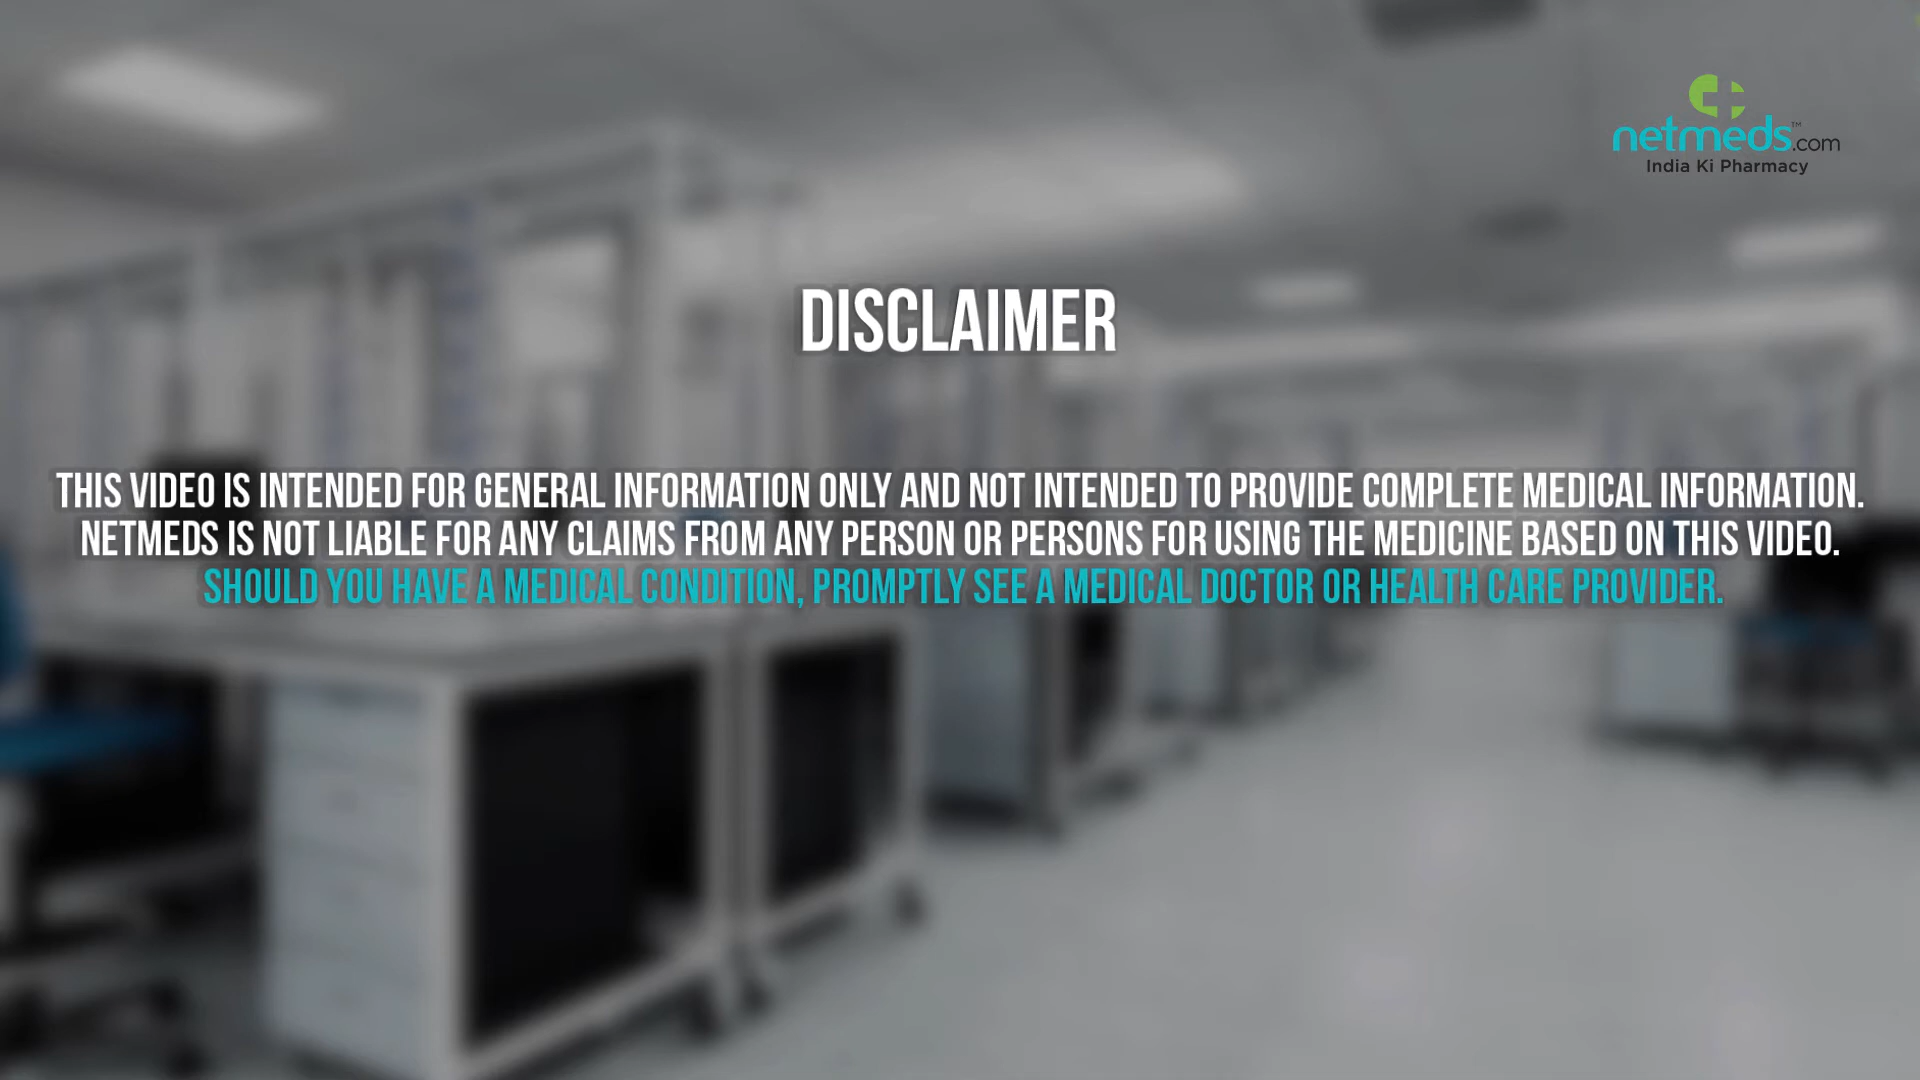 netmeds™.com
India Ki Pharmacy
DISCLAIMER
THIS VIDEO IS INTENDED FOR GENERAL INFORMATION ONLY AND NOT INTENDED TO PROVIDE COMPLETE MEDICAL INFORMATION.
NETMEDS IS NOT LIABLE FOR ANY CLAIMS FROM ANY PERSON OR PERSONS FOR USING THE MEDICINE BASED ON THIS VIDEO.
SHOULD YOU HAVE A MEDICAL CONDITION, PROMPTLY SEE A MEDICAL DOCTOR OR HEALTH CARE PROVIDER.